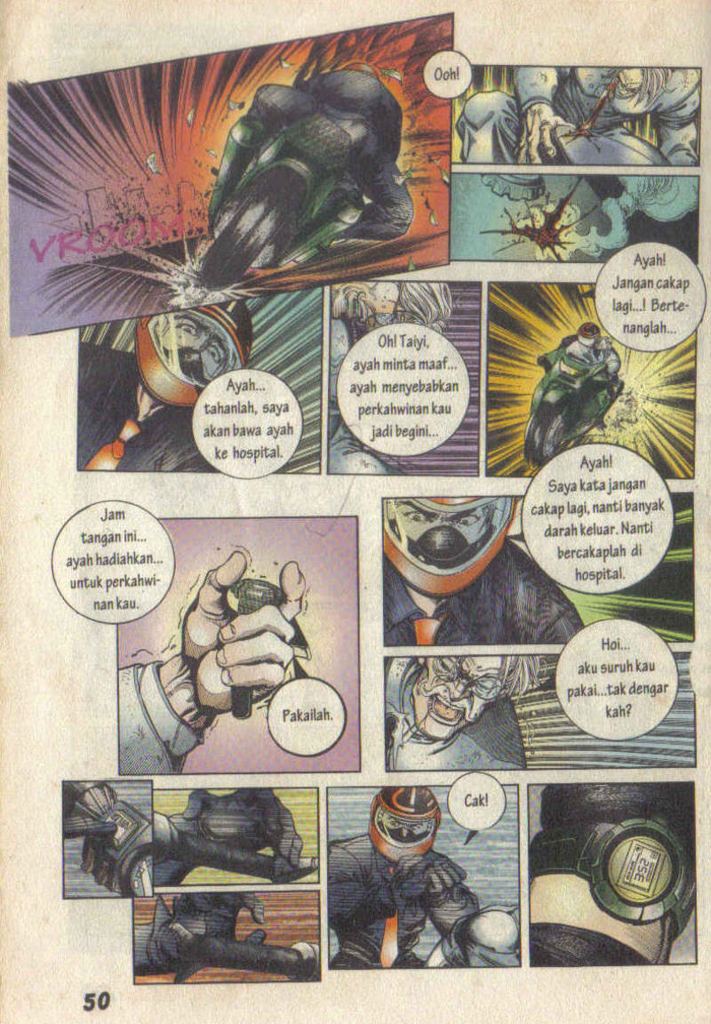 VROOM
Ooh!
Ayah!
Jangan cakap
lagi...! Berte-
nanglah...
Oh! Taiyi,
ayah minta maaf...
ayah menyebabkan
perkahwinan kau
jadi begini...
Ayah...
tahanlah, saya
akan bawa ayah
ke hospital.
Ayah!
Saya kata jangan
cakap lagi, nanti banyak
darah keluar. Nanti
bercakaplah di
hospital.
Jam
tangan ini...
ayah hadiahkan...
untuk perkahwi-
nan kau.
Pakailah.
Hoi...
aku suruh kau
pakai...tak dengar
kah?
Cak!
50